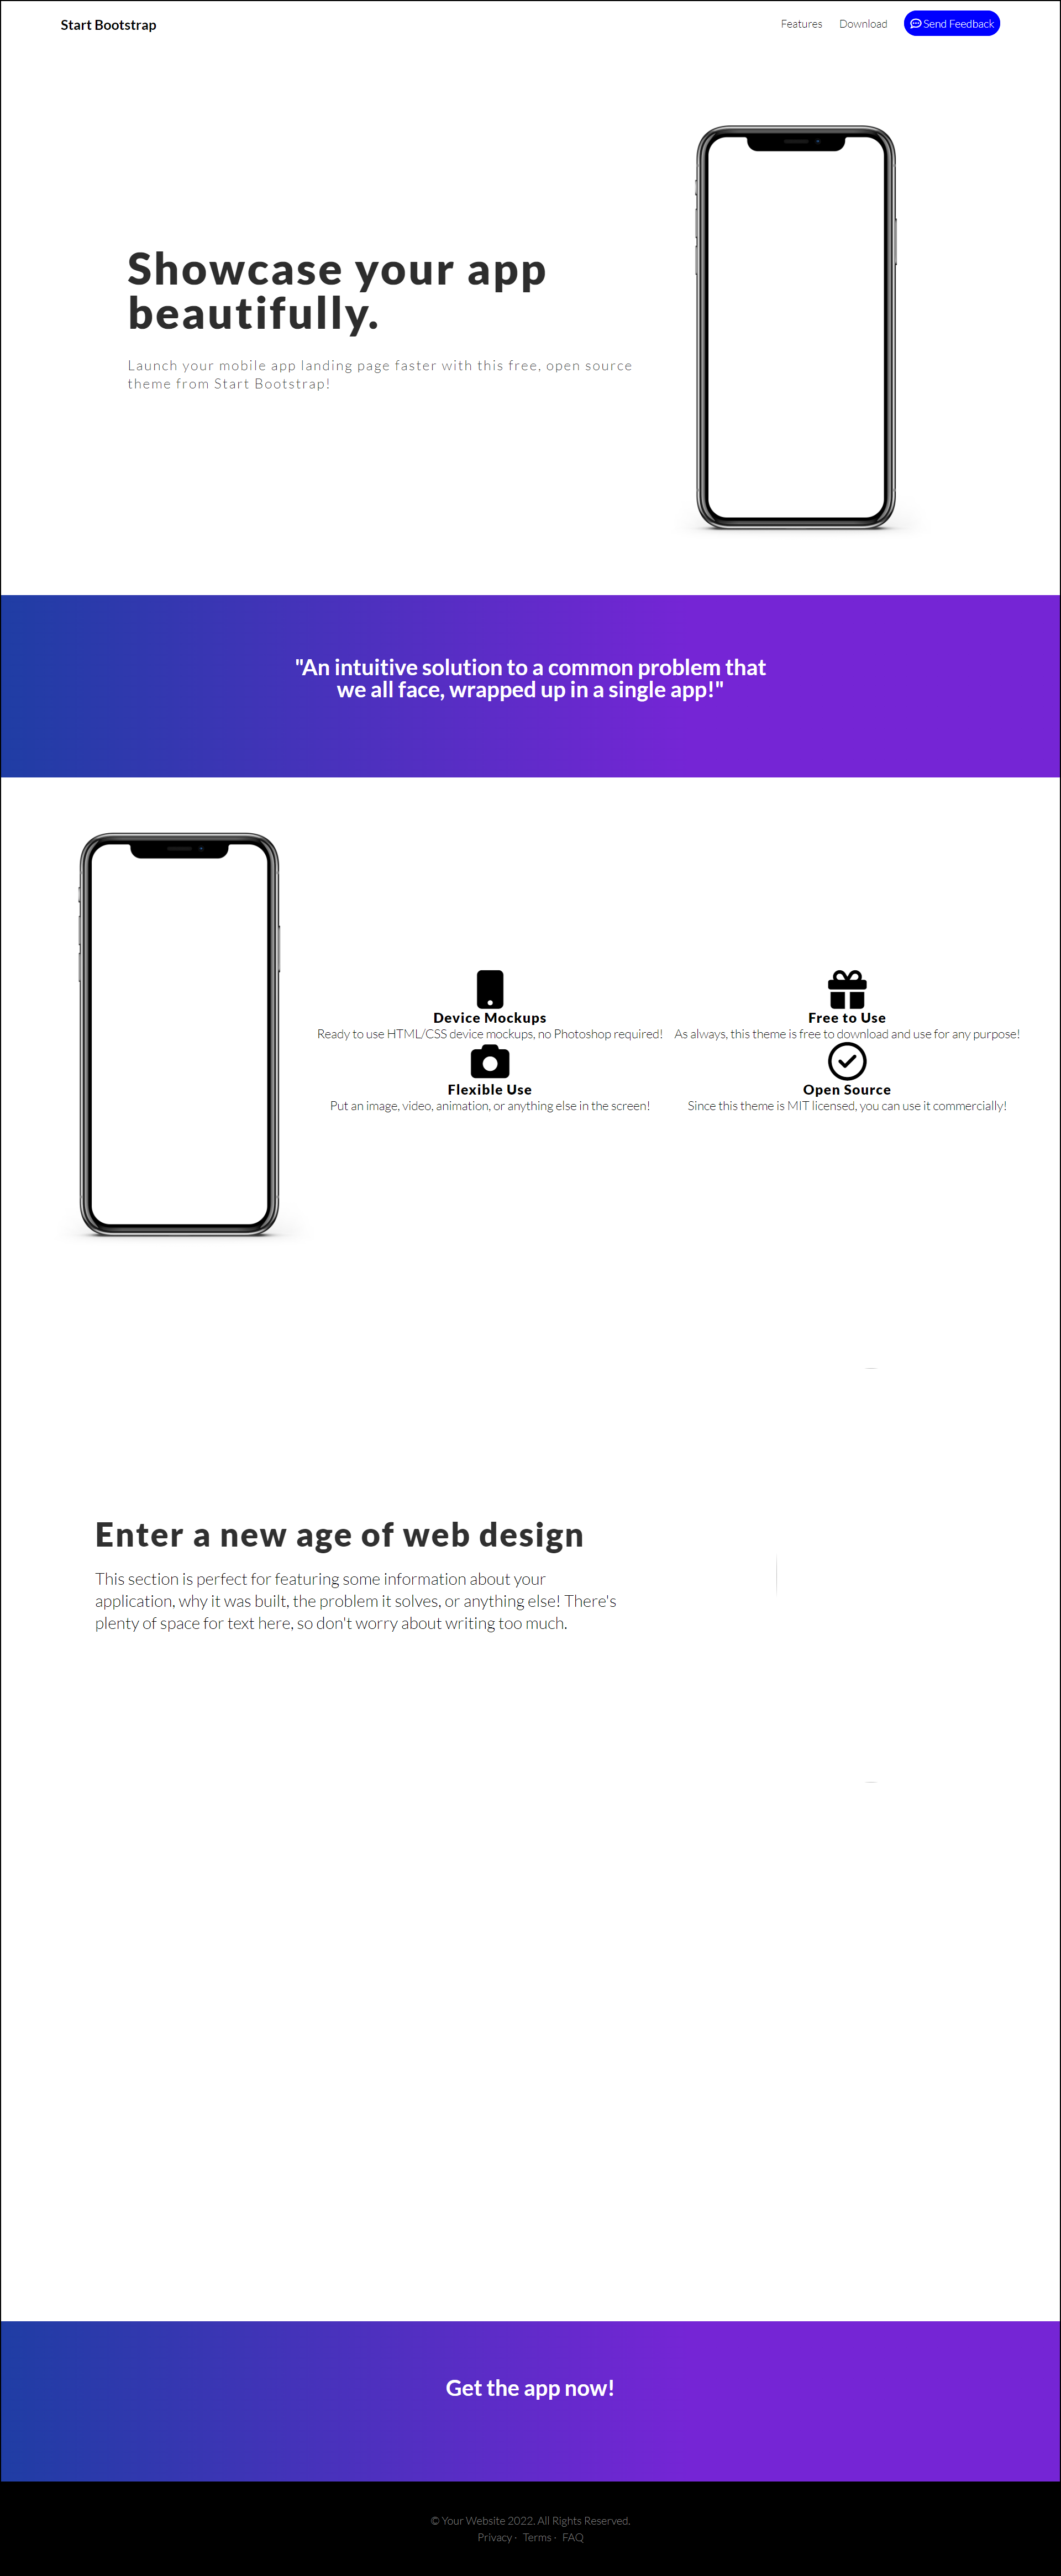 Start Bootstrap
Features
Download
Send Feedback
Showcase your app
beautifully.
Launch your mobile app landing page faster with this free, open source
theme from Start Bootstrap!
"An intuitive solution to a common problem that
we all face, wrapped up in a single app!"
Device Mockups
Ready to use HTML/CSS device mockups, no Photoshop required!
Free to Use
As always, this theme is free to download and use for any purpose!
Flexible Use
Put an image, video, animation, or anything else in the screen!
Open Source
Since this theme is MIT licensed, you can use it commercially!
Enter a new age of web design
This section is perfect for featuring some information about your
application, why it was built, the problem it solves, or anything else! There's
plenty of space for text here, so don't worry about writing too much.
Get the app now!
© Your Website 2022. All Rights Reserved.
Privacy · Terms · FAQ